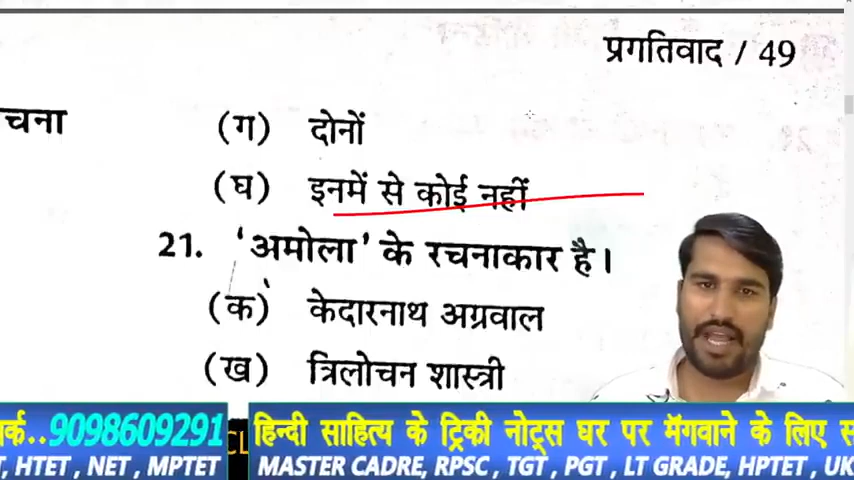 प्रगतिवाद / 49
चना
(ग) दोनों
(घ) इनमें से कोई नहीं
21. 'अमोला' के रचनाकार है।
(क) केदारनाथ अग्रवाल
(ख) त्रिलोचन शास्त्री
र्क..9098609291 हिन्दी साहित्य के ट्रिकी नोट्स घर पर मॅगवाने के लिए स
T, HTET , NET , MPTET CL MASTER CADRE, RPSC , TGT , PGT , LT GRADE, HPTET , UK